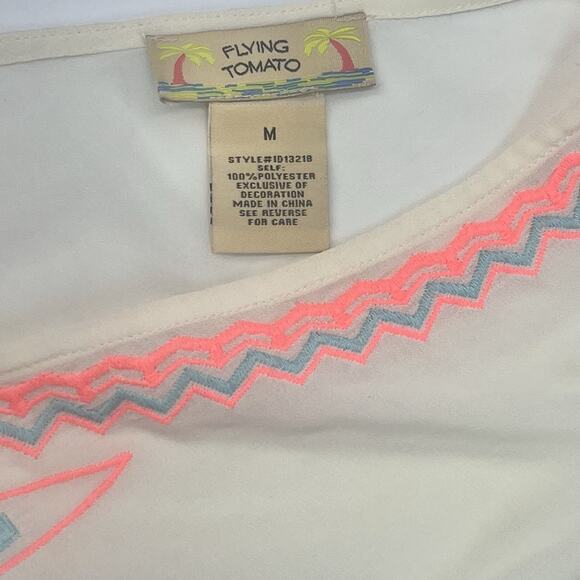 FLYING
TOMATO
M
STYLE#ID13218
SELF:
100%POLYESTER
EXCLUSIVE OF
DECORATION
MADE IN CHINA
SEE REVERSE
FOR CARE